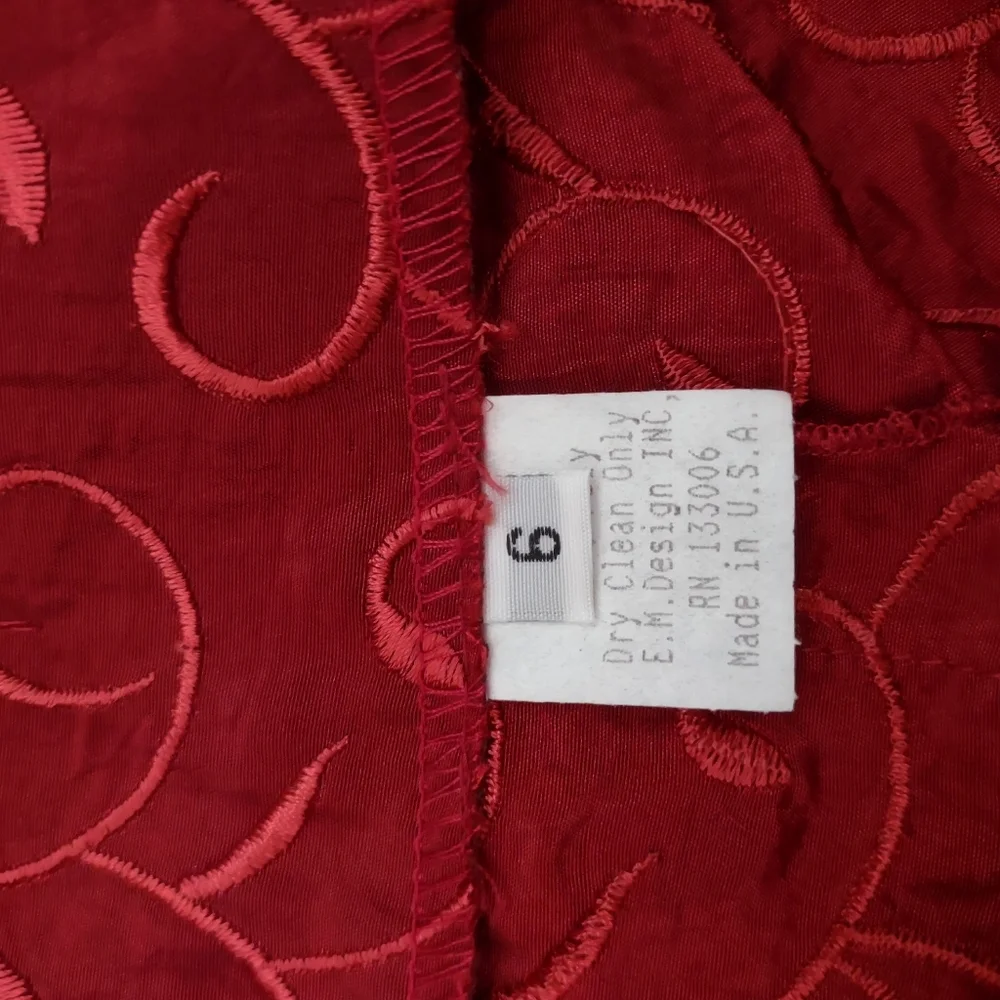 6
y
Dry Clean Only
E.M.Design INC,
RN 133006
Made in U.S.A.